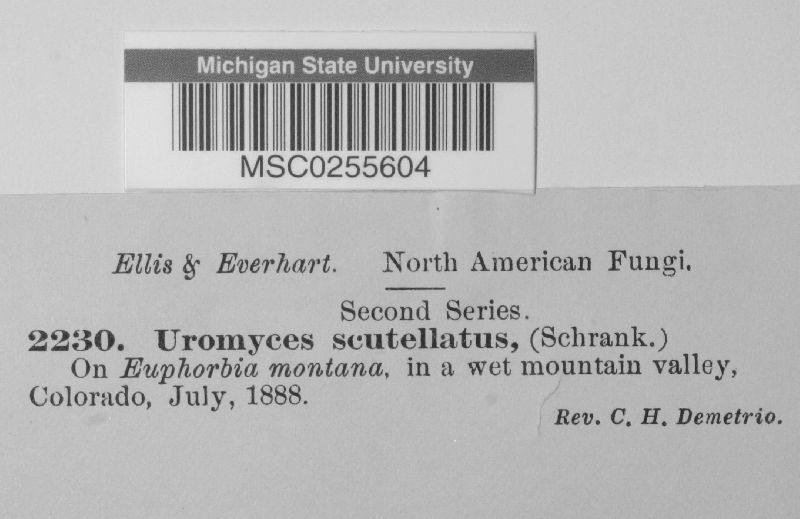 Michigan State University
MSC0255604
Ellis & Everhart. North American Fungi.
Second Series.
2230. Uromyces scutellatus, (Schrank.)
On Euphorbia montana, in a wet mountain valley,
Colorado, July, 1888.
Rev. C. H. Demetrio.